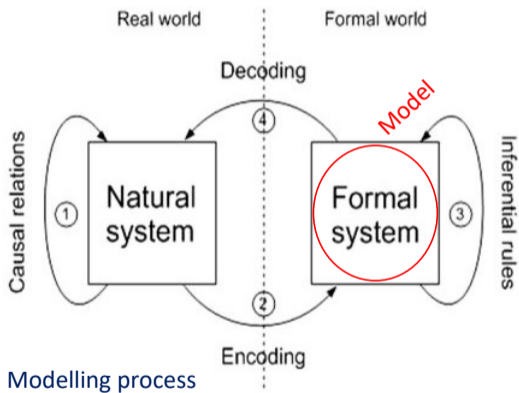 Real world
Formal world
Decoding
4
Model
Causal relations
1
Natural
system
Formal
system
3
Inferential rules
2
Encoding
Modelling process